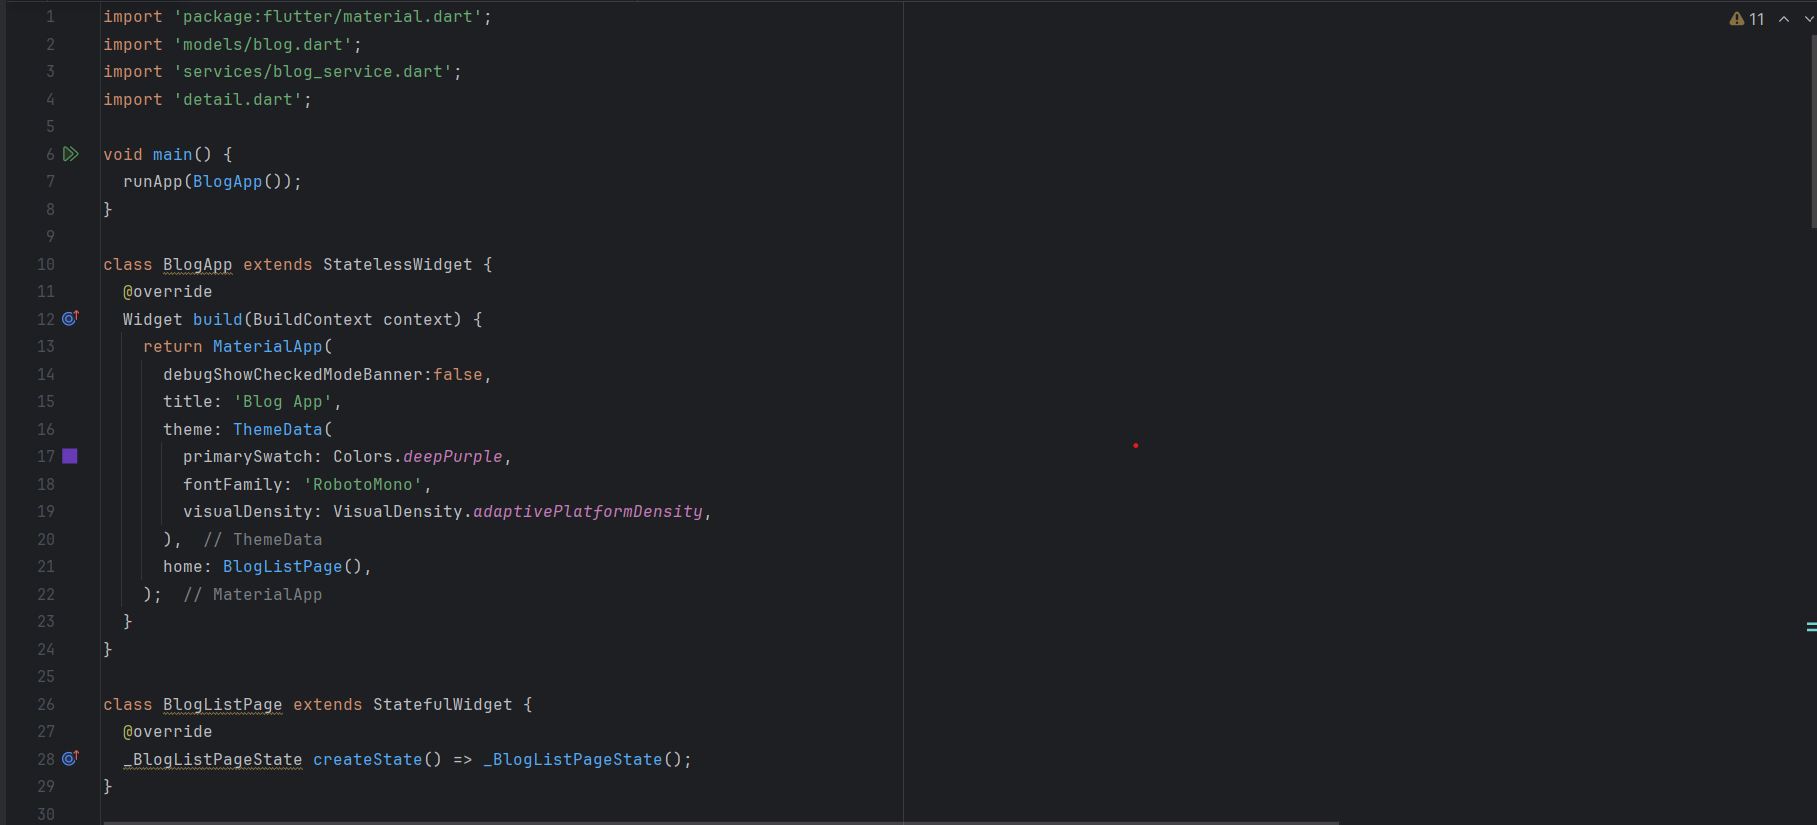 11
1 import 'package:flutter/material.dart';
2 import 'models/blog.dart';
3 import 'services/blog_service.dart';
4 import 'detail.dart';
5
6 void main() {
7   runApp(BlogApp());
8 }
9
10 class BlogApp extends StatelessWidget {
11   @override
12   Widget build(BuildContext context) {
13     return MaterialApp(
14       debugShowCheckedModeBanner:false,
15       title: 'Blog App',
16       theme: ThemeData(
17         primarySwatch: Colors.deepPurple,
18         fontFamily: 'RobotoMono',
19         visualDensity: VisualDensity.adaptivePlatformDensity,
20       ),  // ThemeData
21       home: BlogListPage(),
22     );  // MaterialApp
23   }
24 }
25
26 class BlogListPage extends StatefulWidget {
27   @override
28   _BlogListPageState createState() => _BlogListPageState();
29 }
30